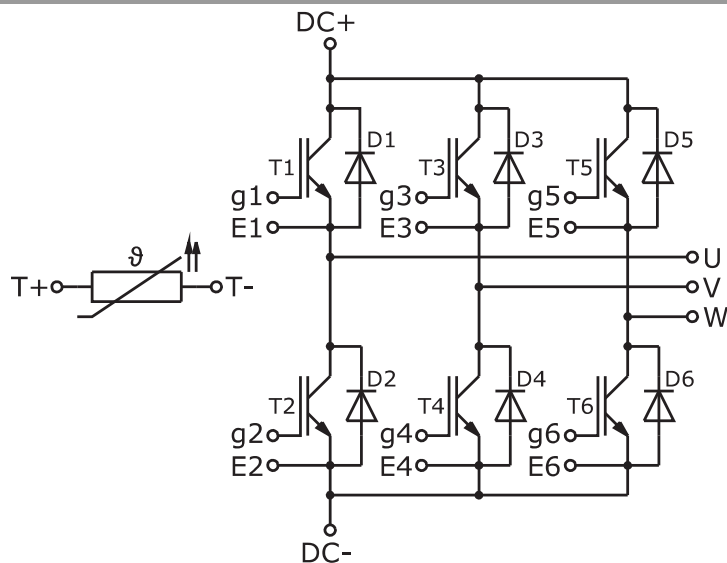 DC+
T1 D1 T3 D3 T5 D5
g1 g3 g5
E1 E3 E5
ϑ
T+ T-
U
V
W
T2 D2 T4 D4 T6 D6
g2 g4 g6
E2 E4 E6
DC-